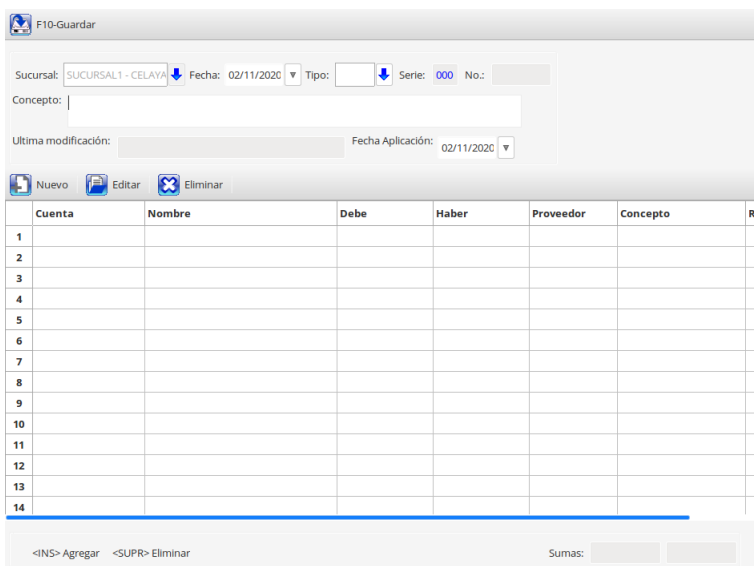 F10-Guardar
Sucursal: SUCURSAL1 - CELAYA Fecha: 02/11/2020 Tipo: Serie: 000 No.:
Concepto:
Ultima modificación: Fecha Aplicación: 02/11/2020
Nuevo Editar Eliminar
Cuenta Nombre Debe Haber Proveedor Concepto R
1
2
3
4
5
6
7
8
9
10
11
12
13
14
<INS> Agregar <SUPR> Eliminar Sumas: